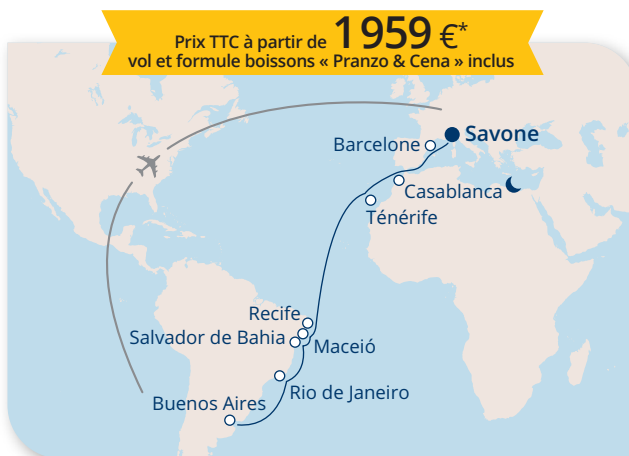 Prix TTC à partir de 1 959 €*
vol et formule boissons « Pranzo & Cena » inclus
Savone
Barcelone
Casablanca
Ténérife
Recife
Salvador de Bahia
Maceió
Rio de Janeiro
Buenos Aires